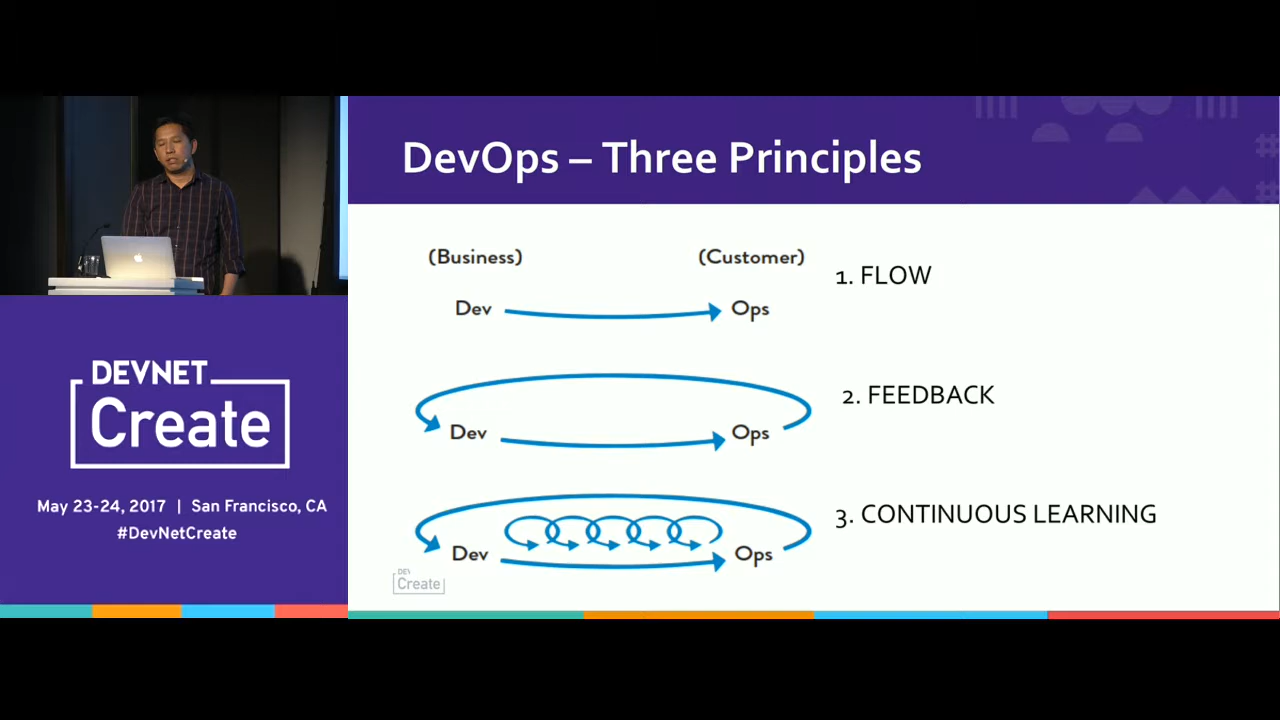 DevOps – Three Principles
(Business)
(Customer)
Dev
Ops
1. FLOW
Dev
Ops
2. FEEDBACK
Dev
Ops
3. CONTINUOUS LEARNING
DEV
Create
DEVNET
Create
May 23-24, 2017 | San Francisco, CA
#DevNetCreate